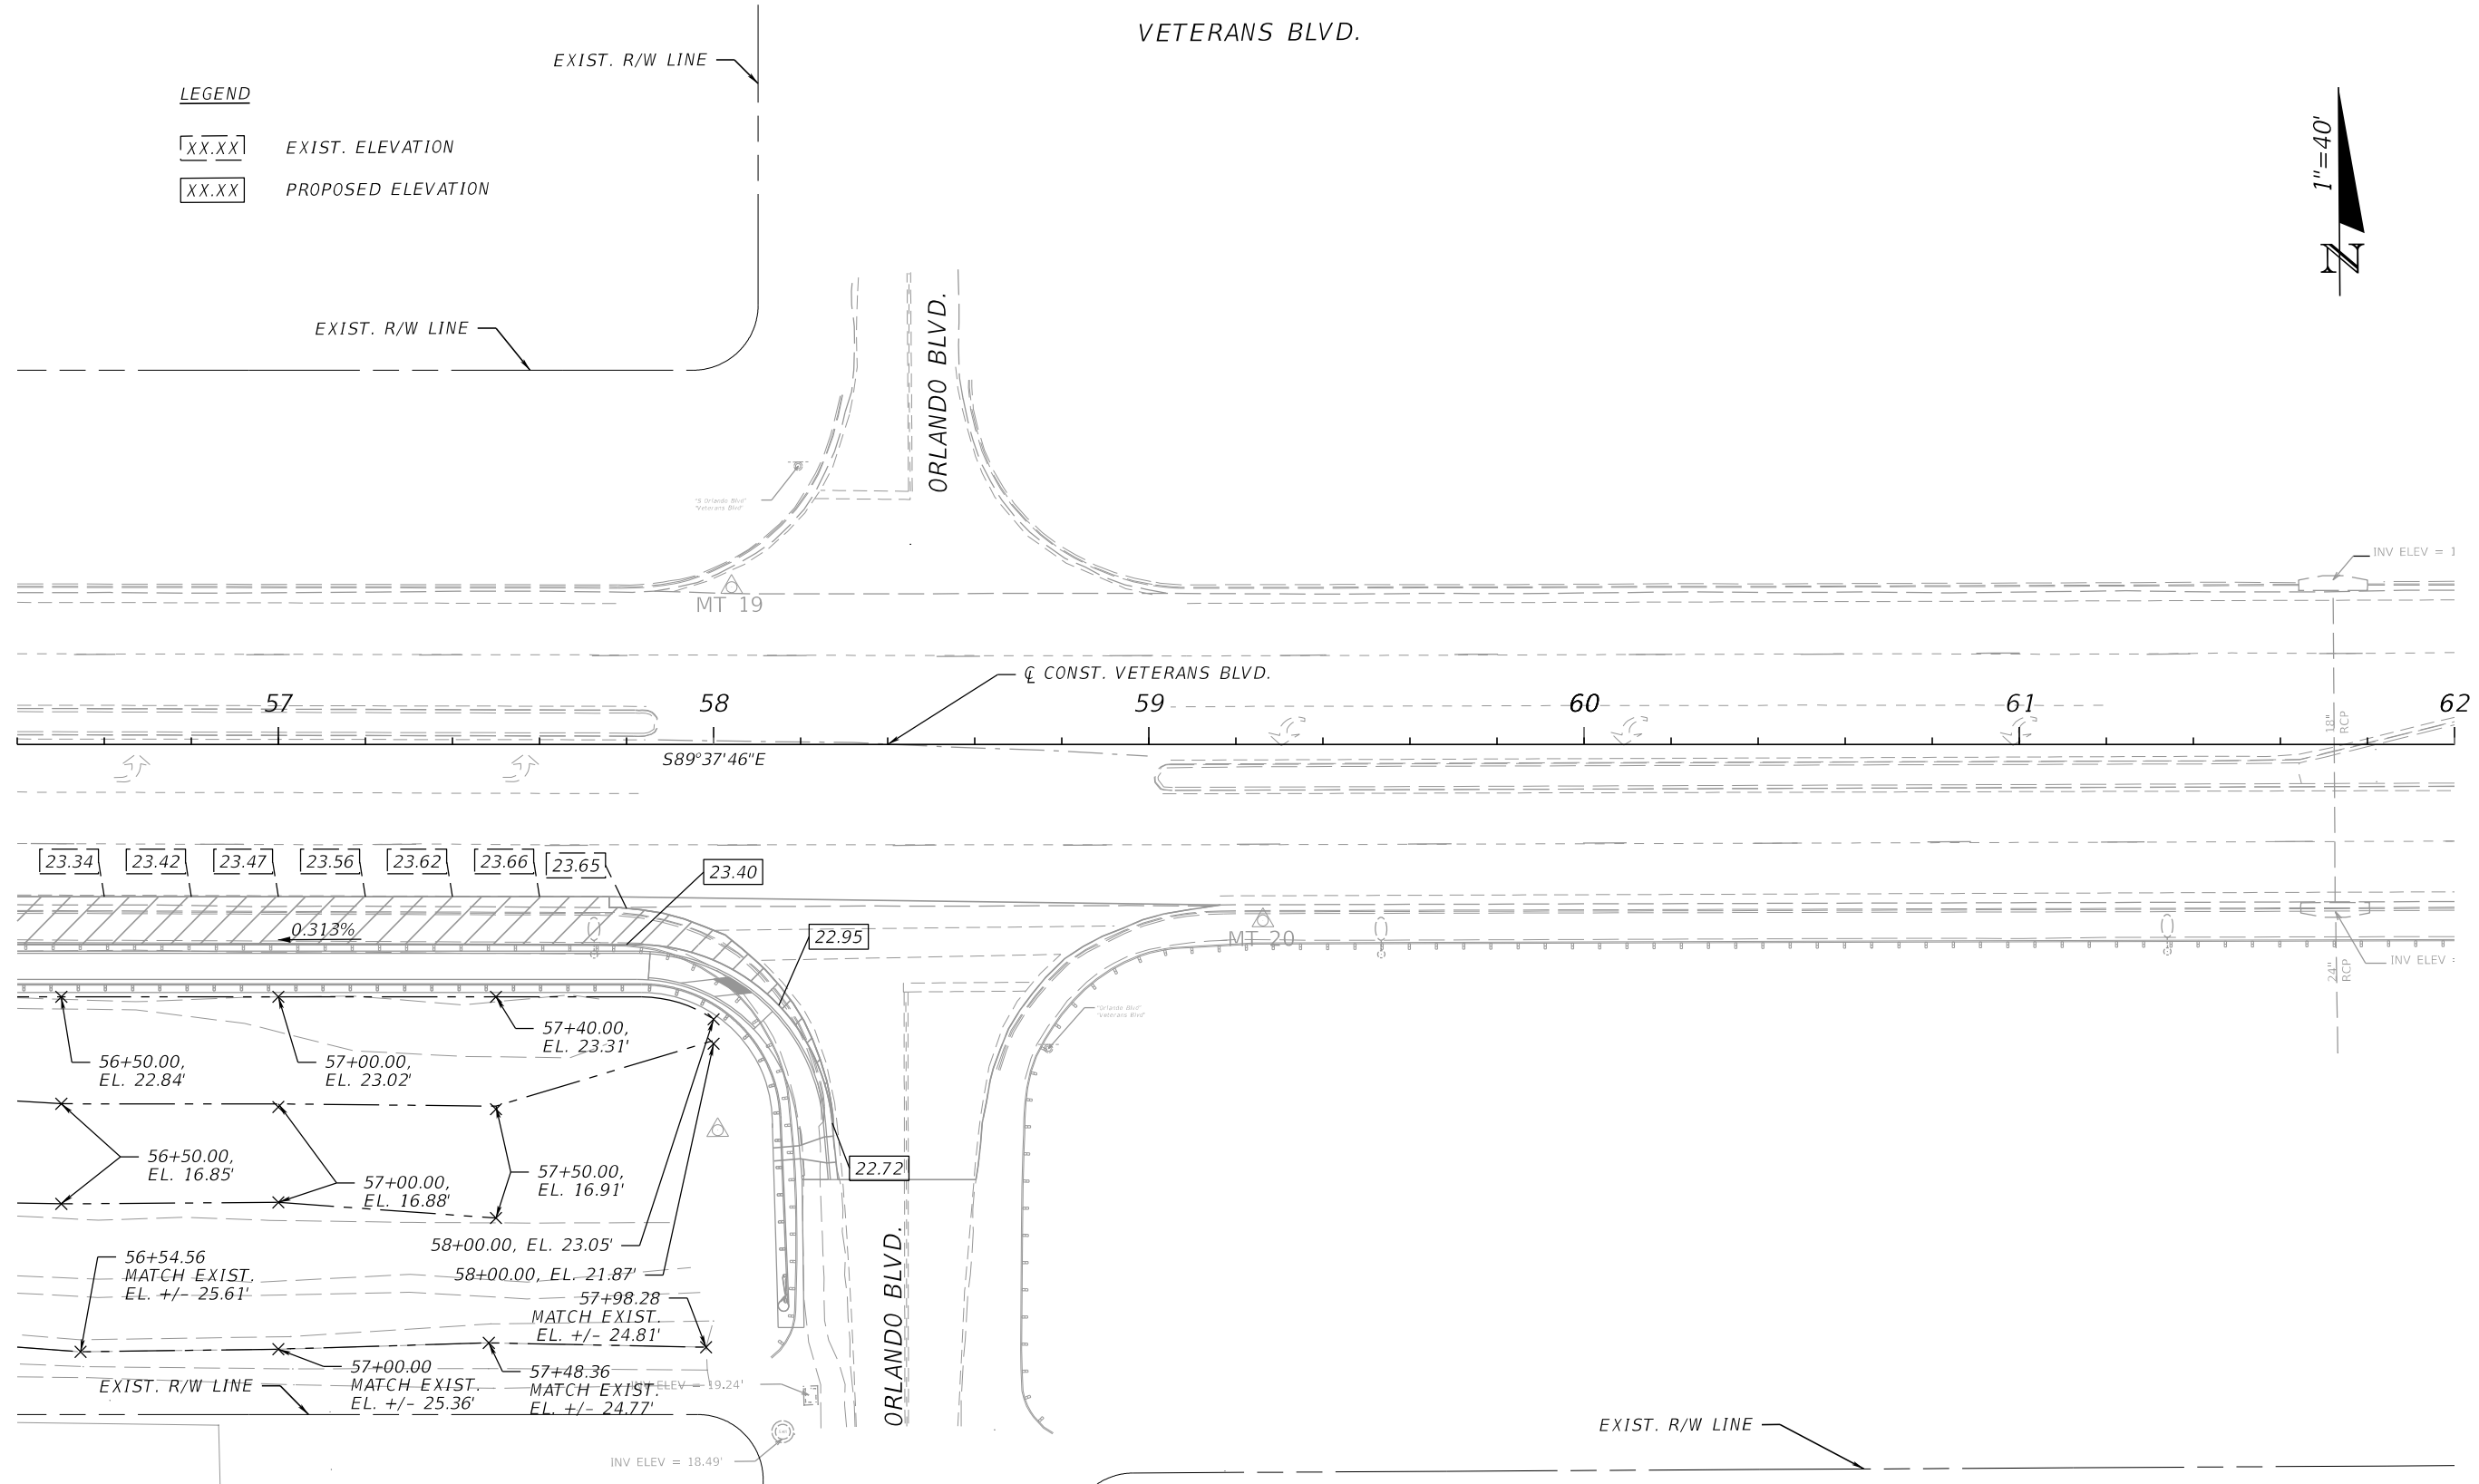 VETERANS BLVD.
EXIST. R/W LINE
LEGEND
XX.XX EXIST. ELEVATION
XX.XX PROPOSED ELEVATION
1"=40'
N
EXIST. R/W LINE
ORLANDO BLVD.
"S Orlando Blvd"
"Veterans Blvd"
INV ELEV = 1
MT 19
℄ CONST. VETERANS BLVD.
57 58 59 60 61 62
18" RCP
S89°37'46"E
23.34 23.42 23.47 23.56 23.62 23.66 23.65 23.40
0.313%
22.95
MT 20
24" RCP
INV ELEV =
"Orlando Blvd"
"Veterans Blvd"
57+40.00,
EL. 23.31'
56+50.00,
EL. 22.84'
57+00.00,
EL. 23.02'
56+50.00,
EL. 16.85'
57+00.00,
EL. 16.88'
57+50.00,
EL. 16.91'
22.72
58+00.00, EL. 23.05'
58+00.00, EL. 21.87'
56+54.56
MATCH EXIST.
EL. +/- 25.61'
57+98.28
MATCH EXIST.
EL. +/- 24.81'
ORLANDO BLVD.
57+00.00
MATCH EXIST.
EL. +/- 25.36'
57+48.36
MATCH EXIST.
EL. +/- 24.77'
INV ELEV = 19.24'
EXIST. R/W LINE
EXIST. R/W LINE
INV ELEV = 18.49'